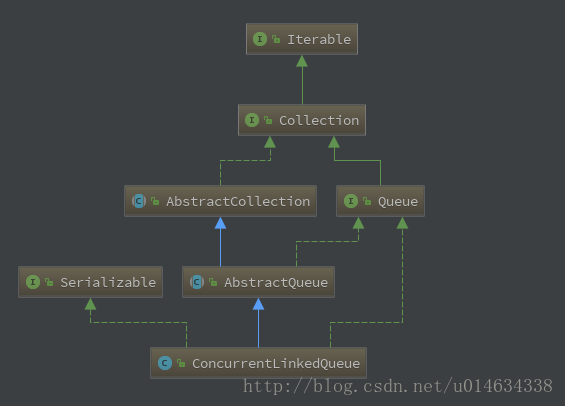 Iterable
Collection
AbstractCollection
Queue
Serializable
AbstractQueue
ConcurrentLinkedQueue
http://blog.csdn.net/u014634338